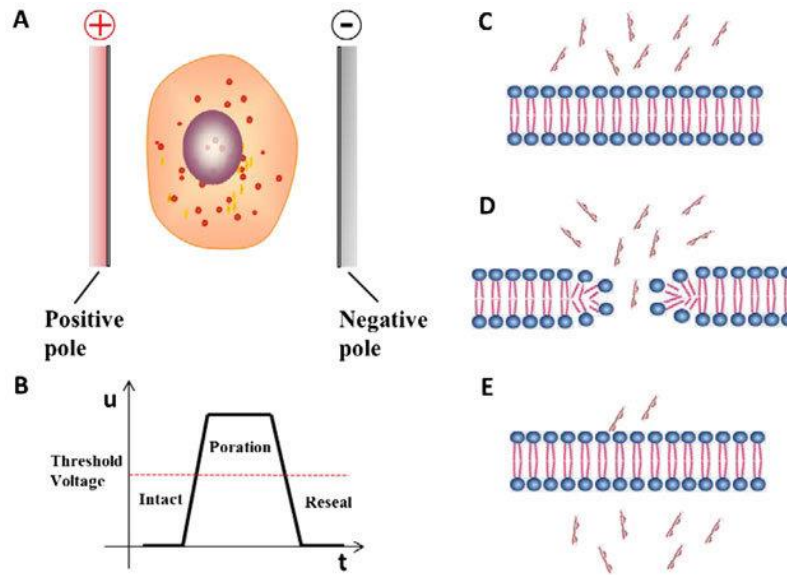 A
+
-
Positive
pole
Negative
pole
B
u
Threshold
Voltage
Poration
Intact
Reseal
t
C
D
E